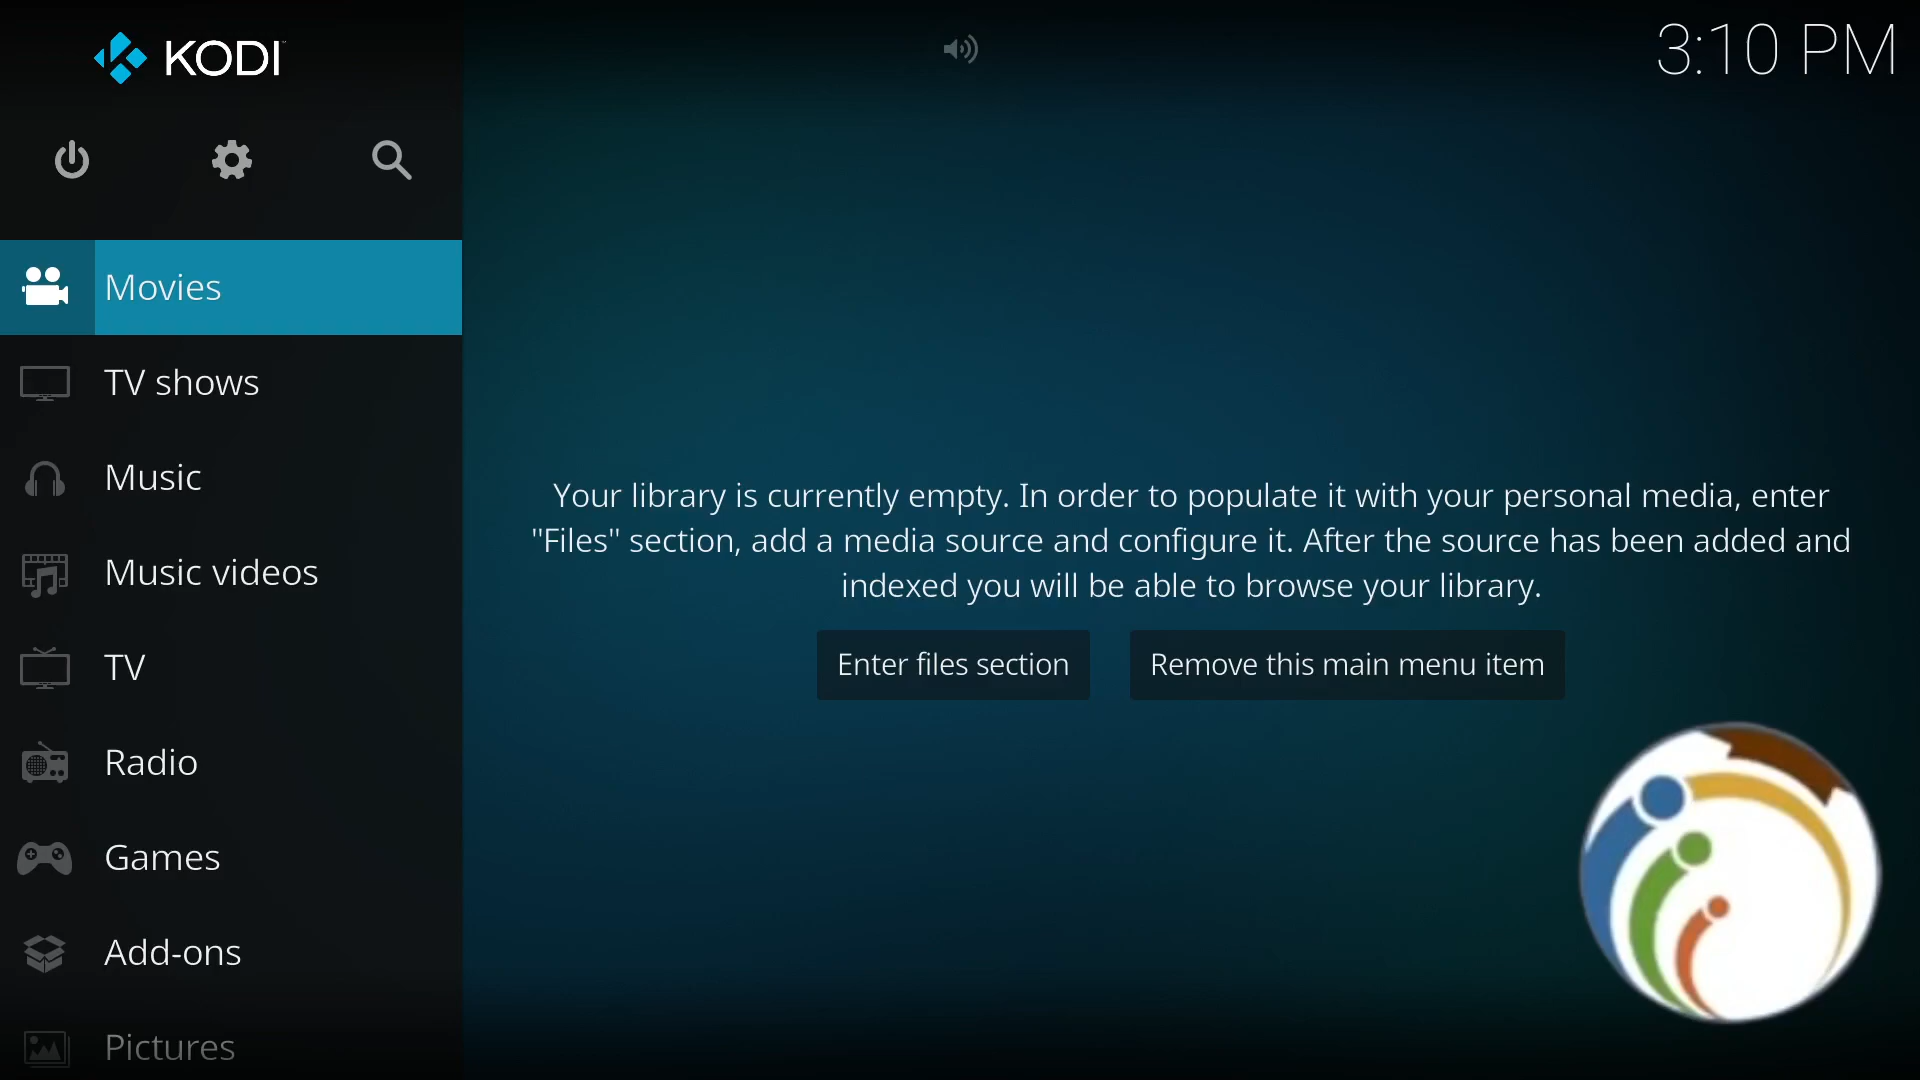 KODI
3:10 PM
Movies
TV shows
Music
Music videos
TV
Radio
Games
Add-ons
Pictures
Your library is currently empty. In order to populate it with your personal media, enter
"Files" section, add a media source and configure it. After the source has been added and
indexed you will be able to browse your library.
Enter files section
Remove this main menu item